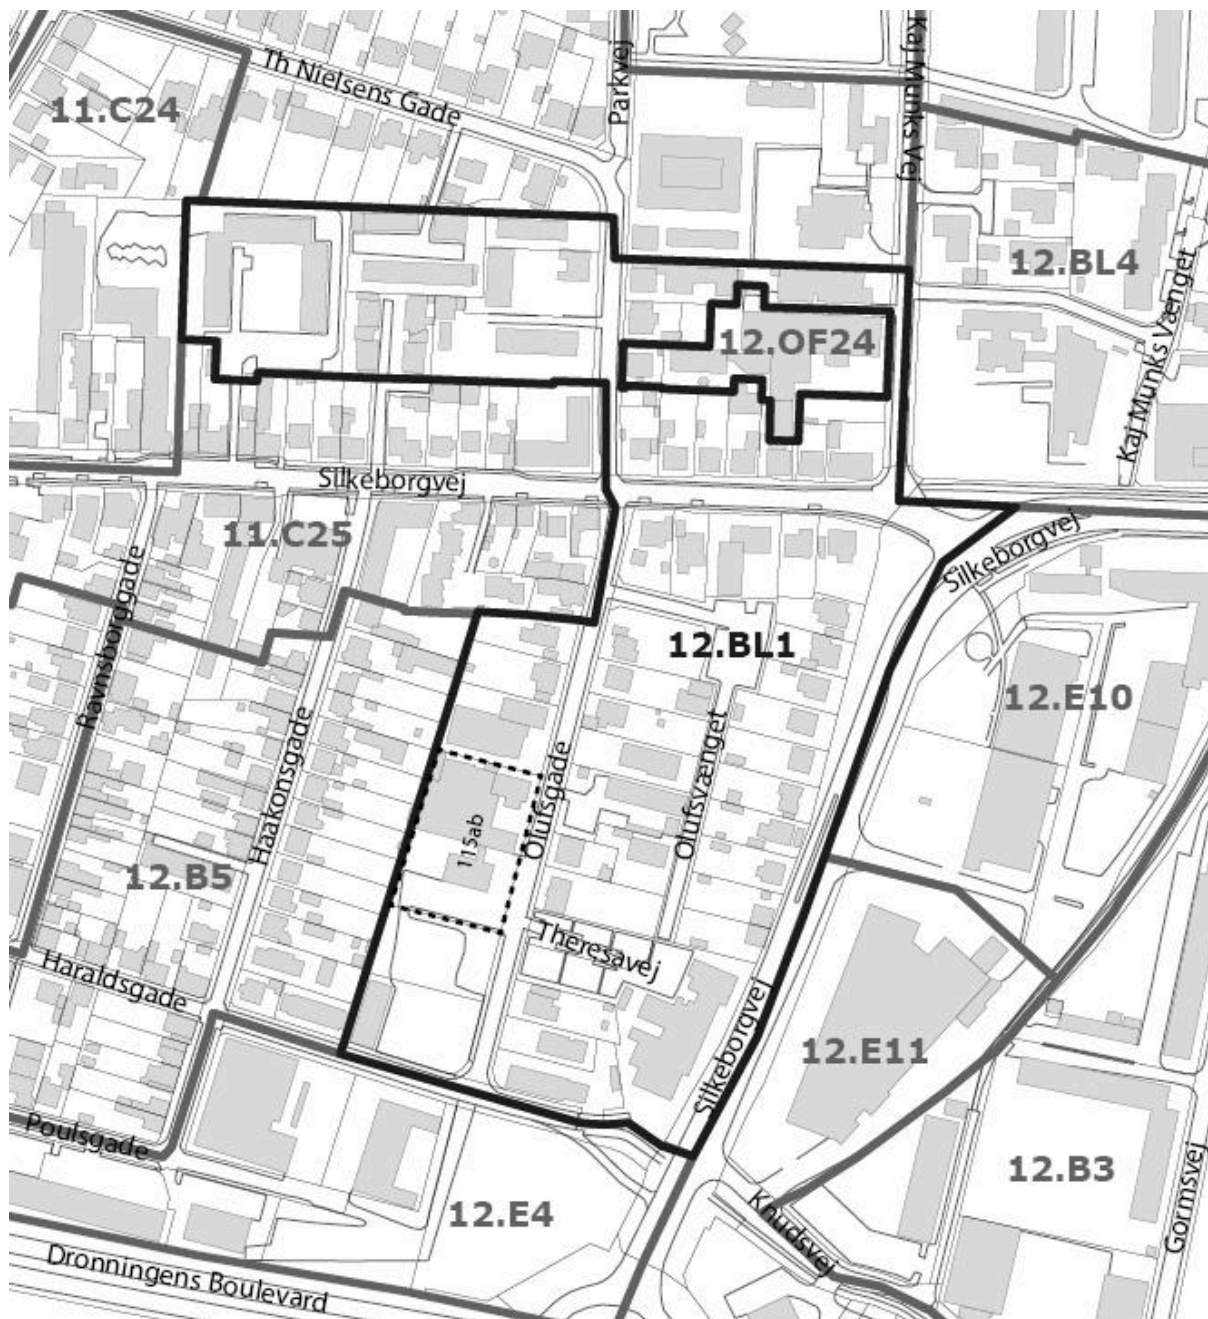 Th Nielsens Gade
Parkvej
Kaj Munks Vej
11.C24
12.BL4
Kaj Munks Vænget
12.OF24
Silkeborgvej
11.C25
Silkeborgvej
Ravnsborggade
12.BL1
12.E10
Haakonsgade
Olufsgade
Olufsvænget
115ab
12.B5
Theresavej
Haraldsgade
Silkeborgvej
12.E11
Poulsgade
12.B3
Gormsvej
12.E4
Knudsvej
Dronningens Boulevard